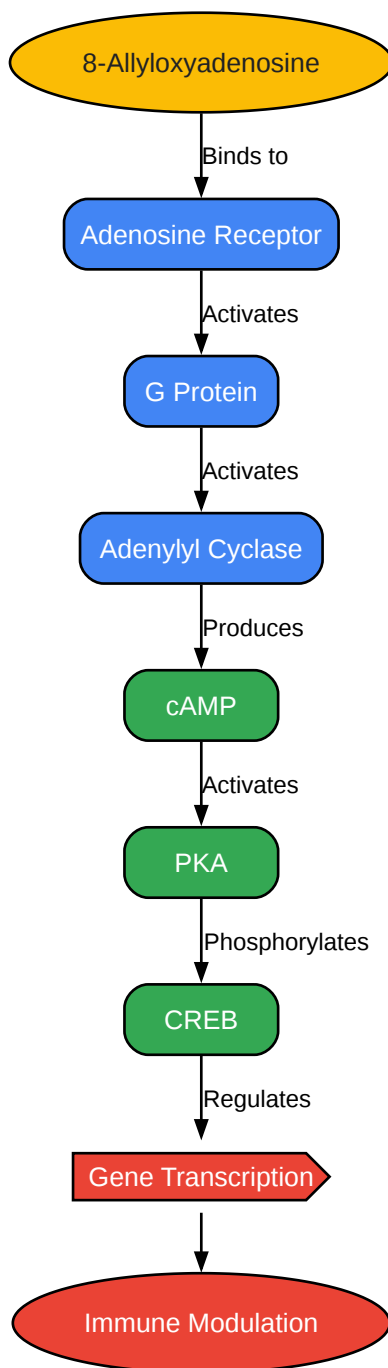 8-Allyloxyadenosine
Binds to
Adenosine Receptor
Activates
G Protein
Activates
Adenylyl Cyclase
Produces
cAMP
Activates
PKA
Phosphorylates
CREB
Regulates
Gene Transcription
Immune Modulation